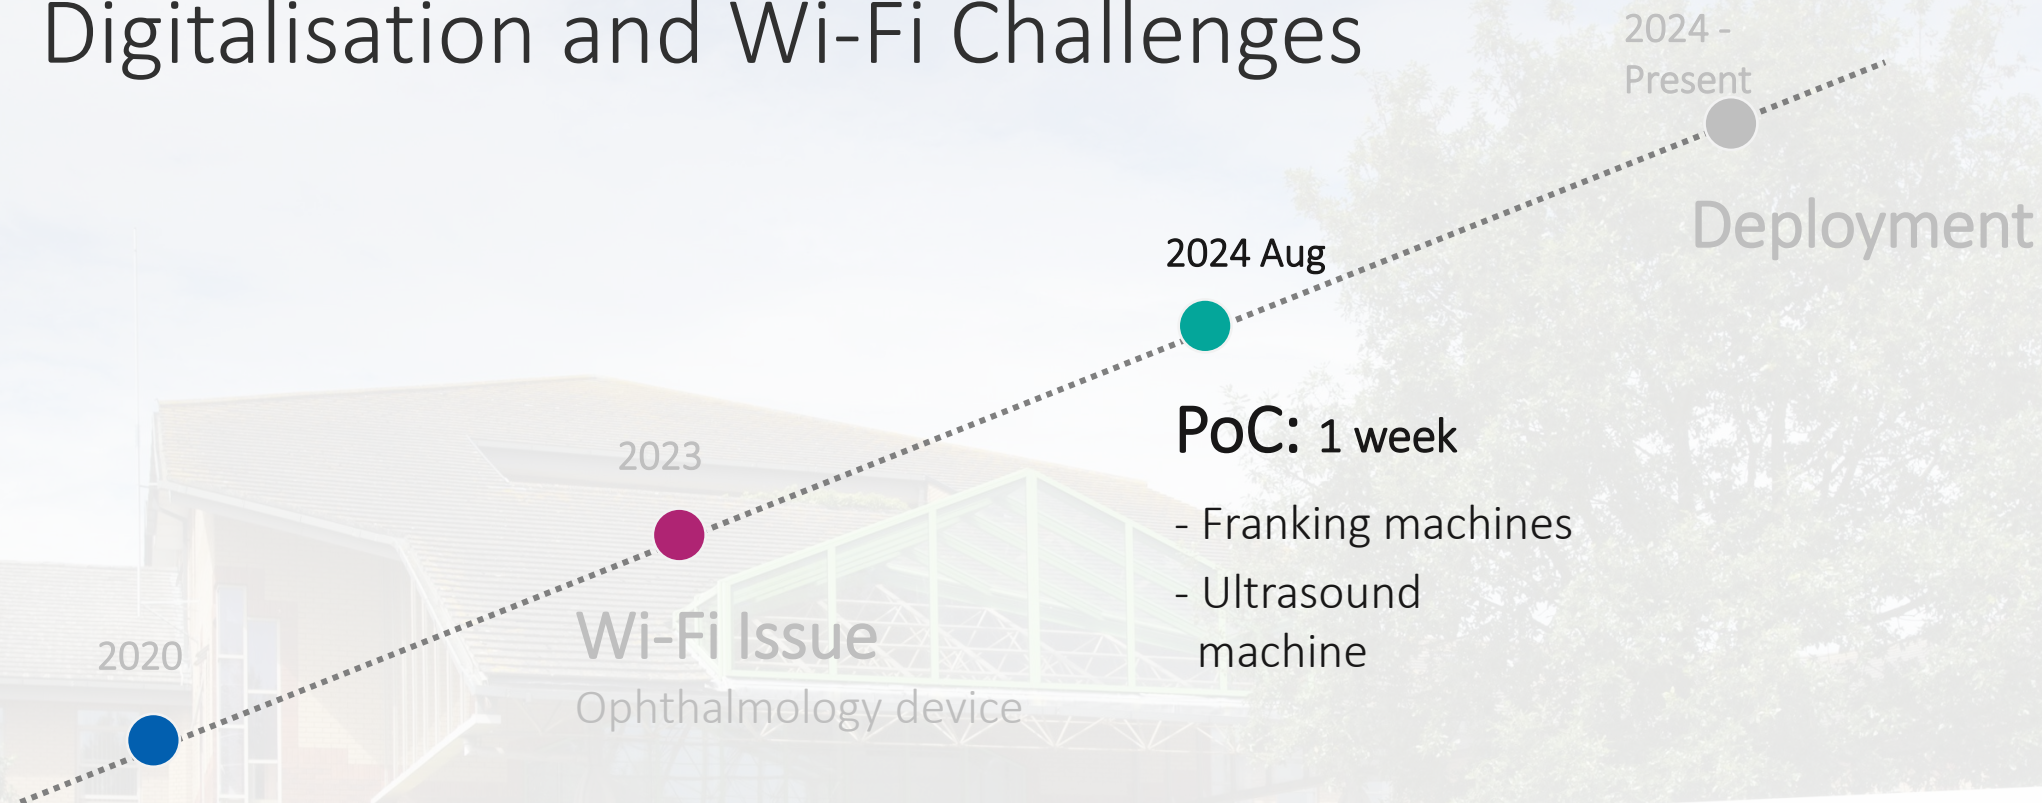 Digitalisation and Wi-Fi Challenges
2024 -
Present
Deployment
2024 Aug
PoC: 1 week
- Franking machines
- Ultrasound
machine
2023
Wi-Fi Issue
Ophthalmology device
2020